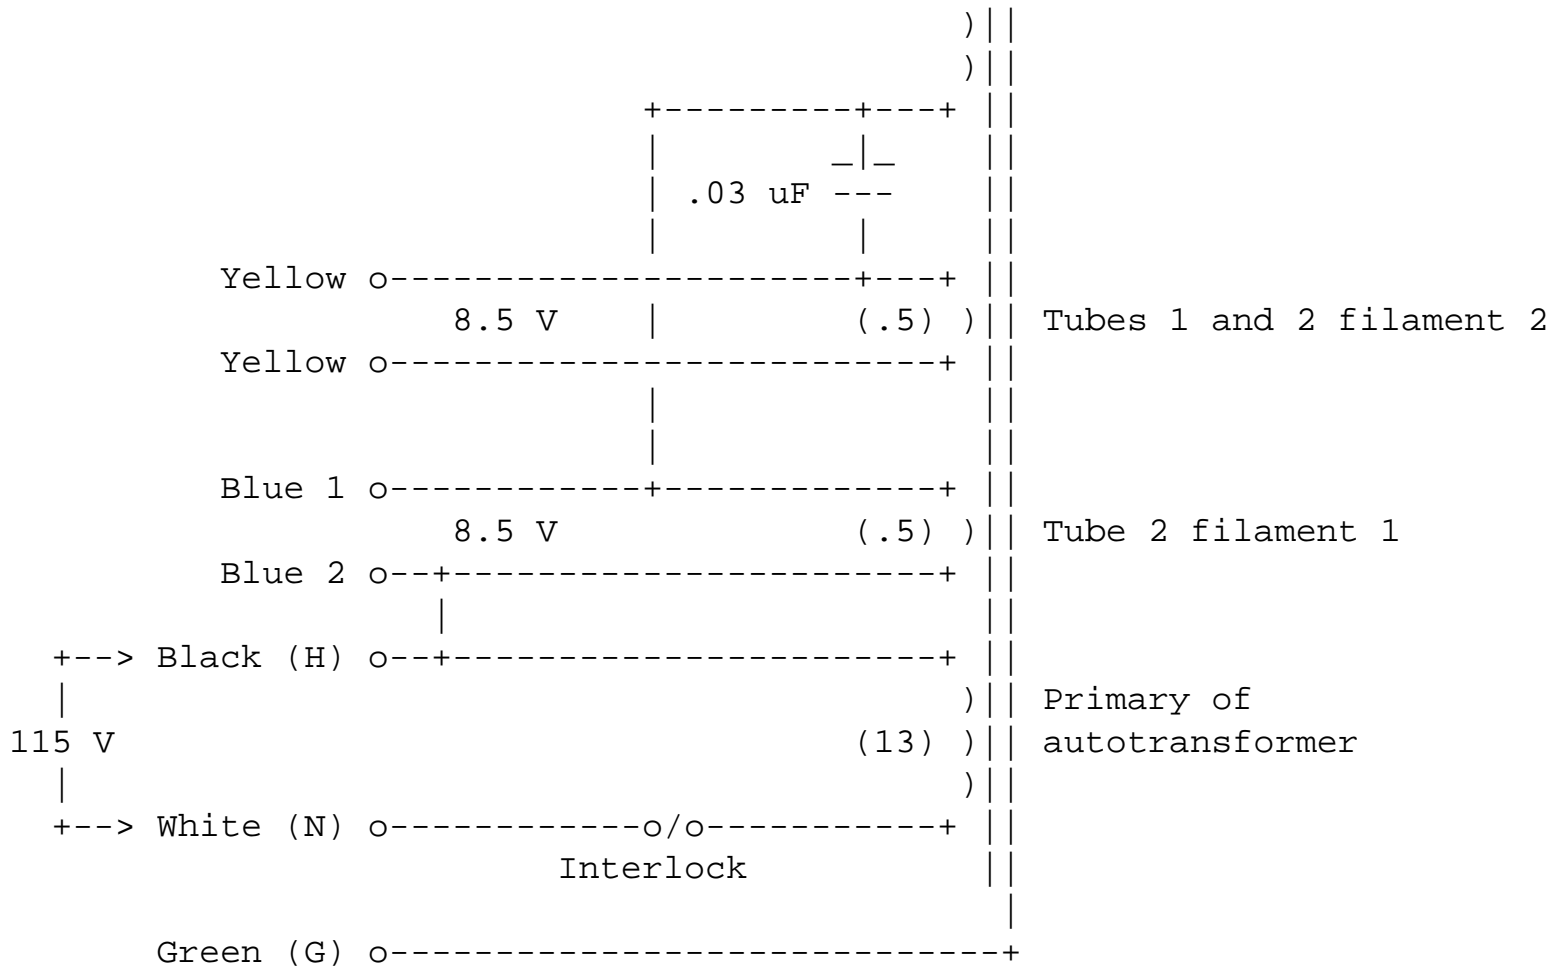 .03 uF
Yellow
8.5 V (.5) Tubes 1 and 2 filament 2
Yellow
Blue 1
8.5 V (.5) Tube 2 filament 1
Blue 2
Black (H)
Primary of
115 V (13) autotransformer
White (N)
Interlock
Green (G)